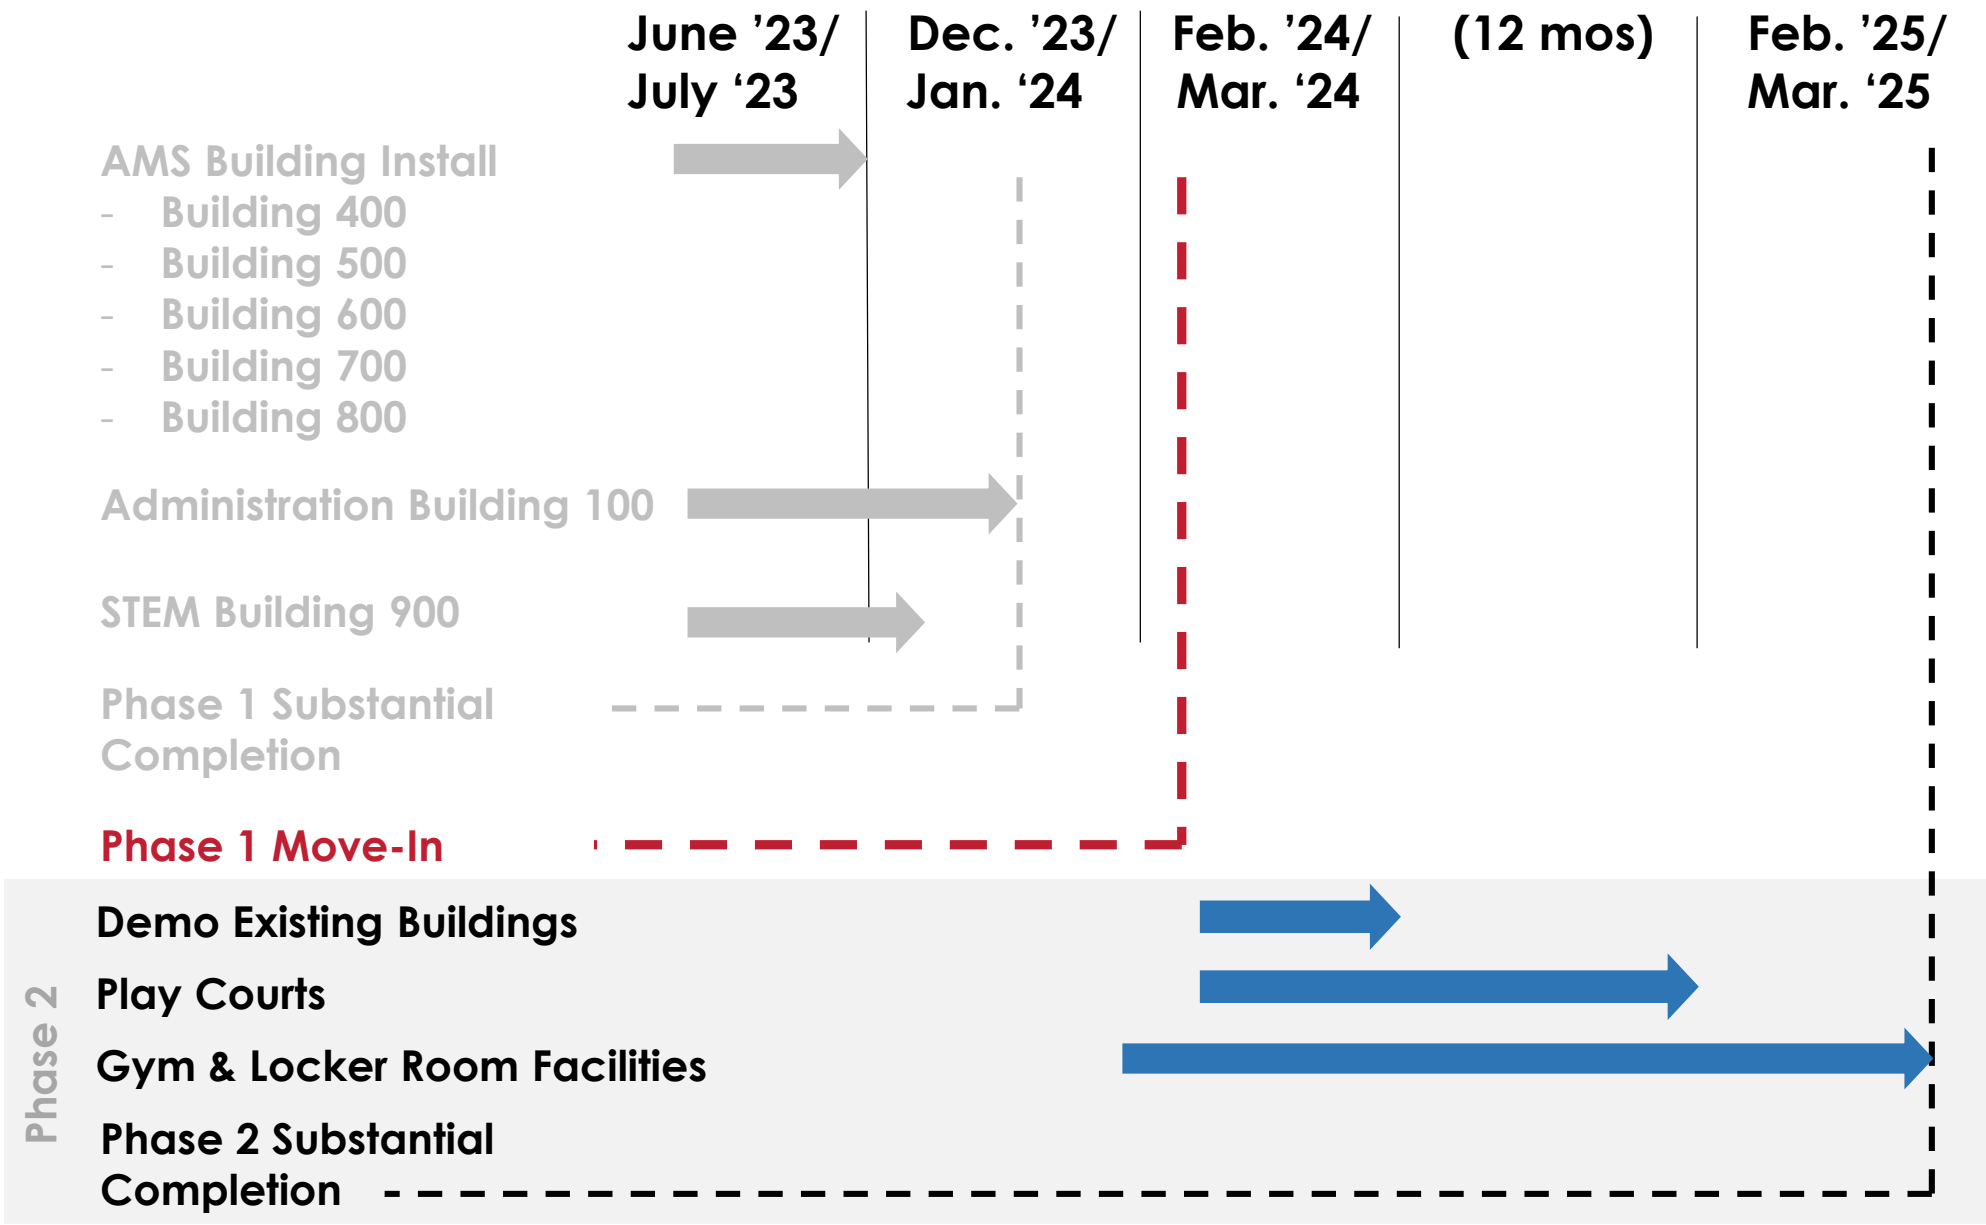 June ’23/
July ‘23
Dec. ’23/
Jan. ‘24
Feb. ’24/
Mar. ‘24
(12 mos)
Feb. ’25/
Mar. ‘25
AMS Building Install
- Building 400
- Building 500
- Building 600
- Building 700
- Building 800
Administration Building 100
STEM Building 900
Phase 1 Substantial
Completion
Phase 1 Move-In
Phase 2
Demo Existing Buildings
Play Courts
Gym & Locker Room Facilities
Phase 2 Substantial
Completion